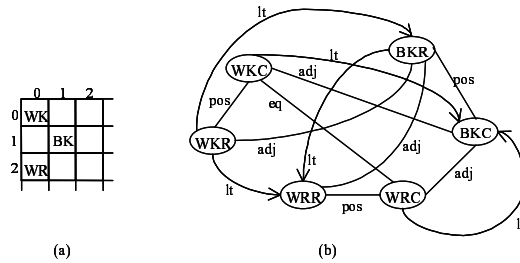 0 1 2
0 WK
1 BK
2 WR
(a)
lt
BKR
WKC
lt
adj
pos
pos
eq
WKR
adj
BKC
lt
adj
adj
lt
WRR
pos
WRC
(b)